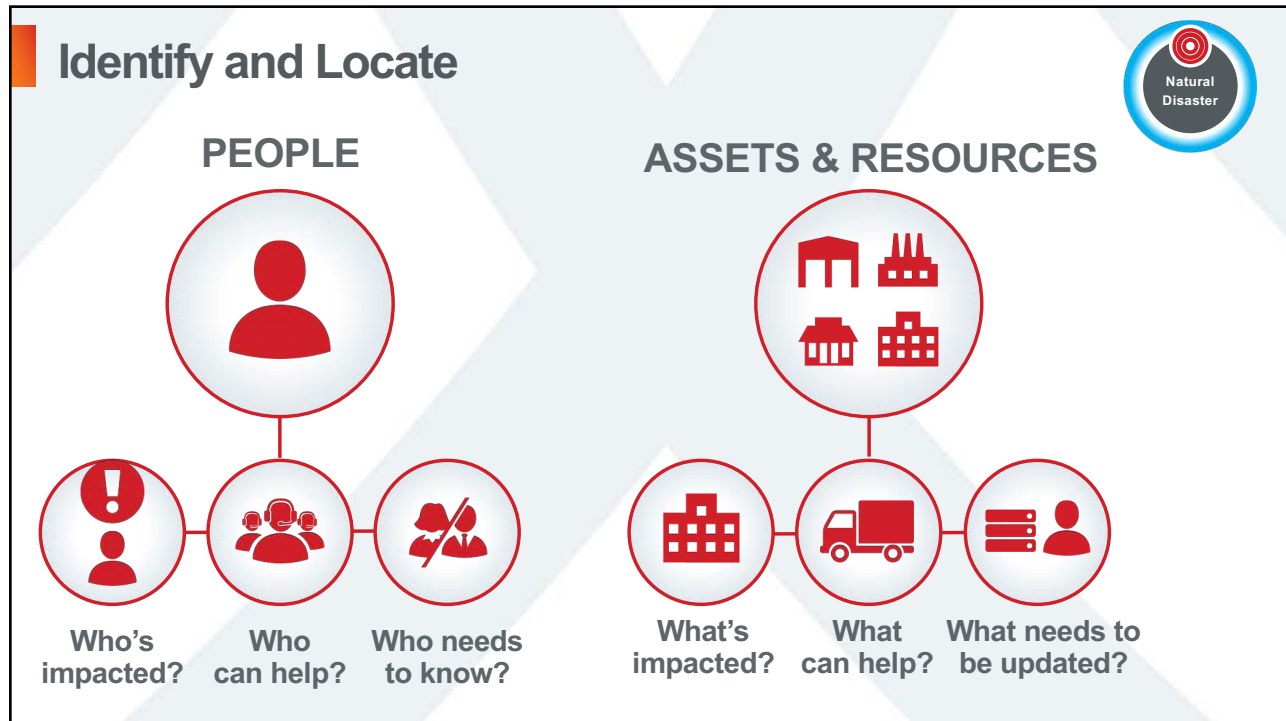 Identify and Locate
Natural
Disaster
PEOPLE
ASSETS & RESOURCES
Who's
impacted?
Who
can help?
Who needs
to know?
What's
impacted?
What
can help?
What needs to
be updated?